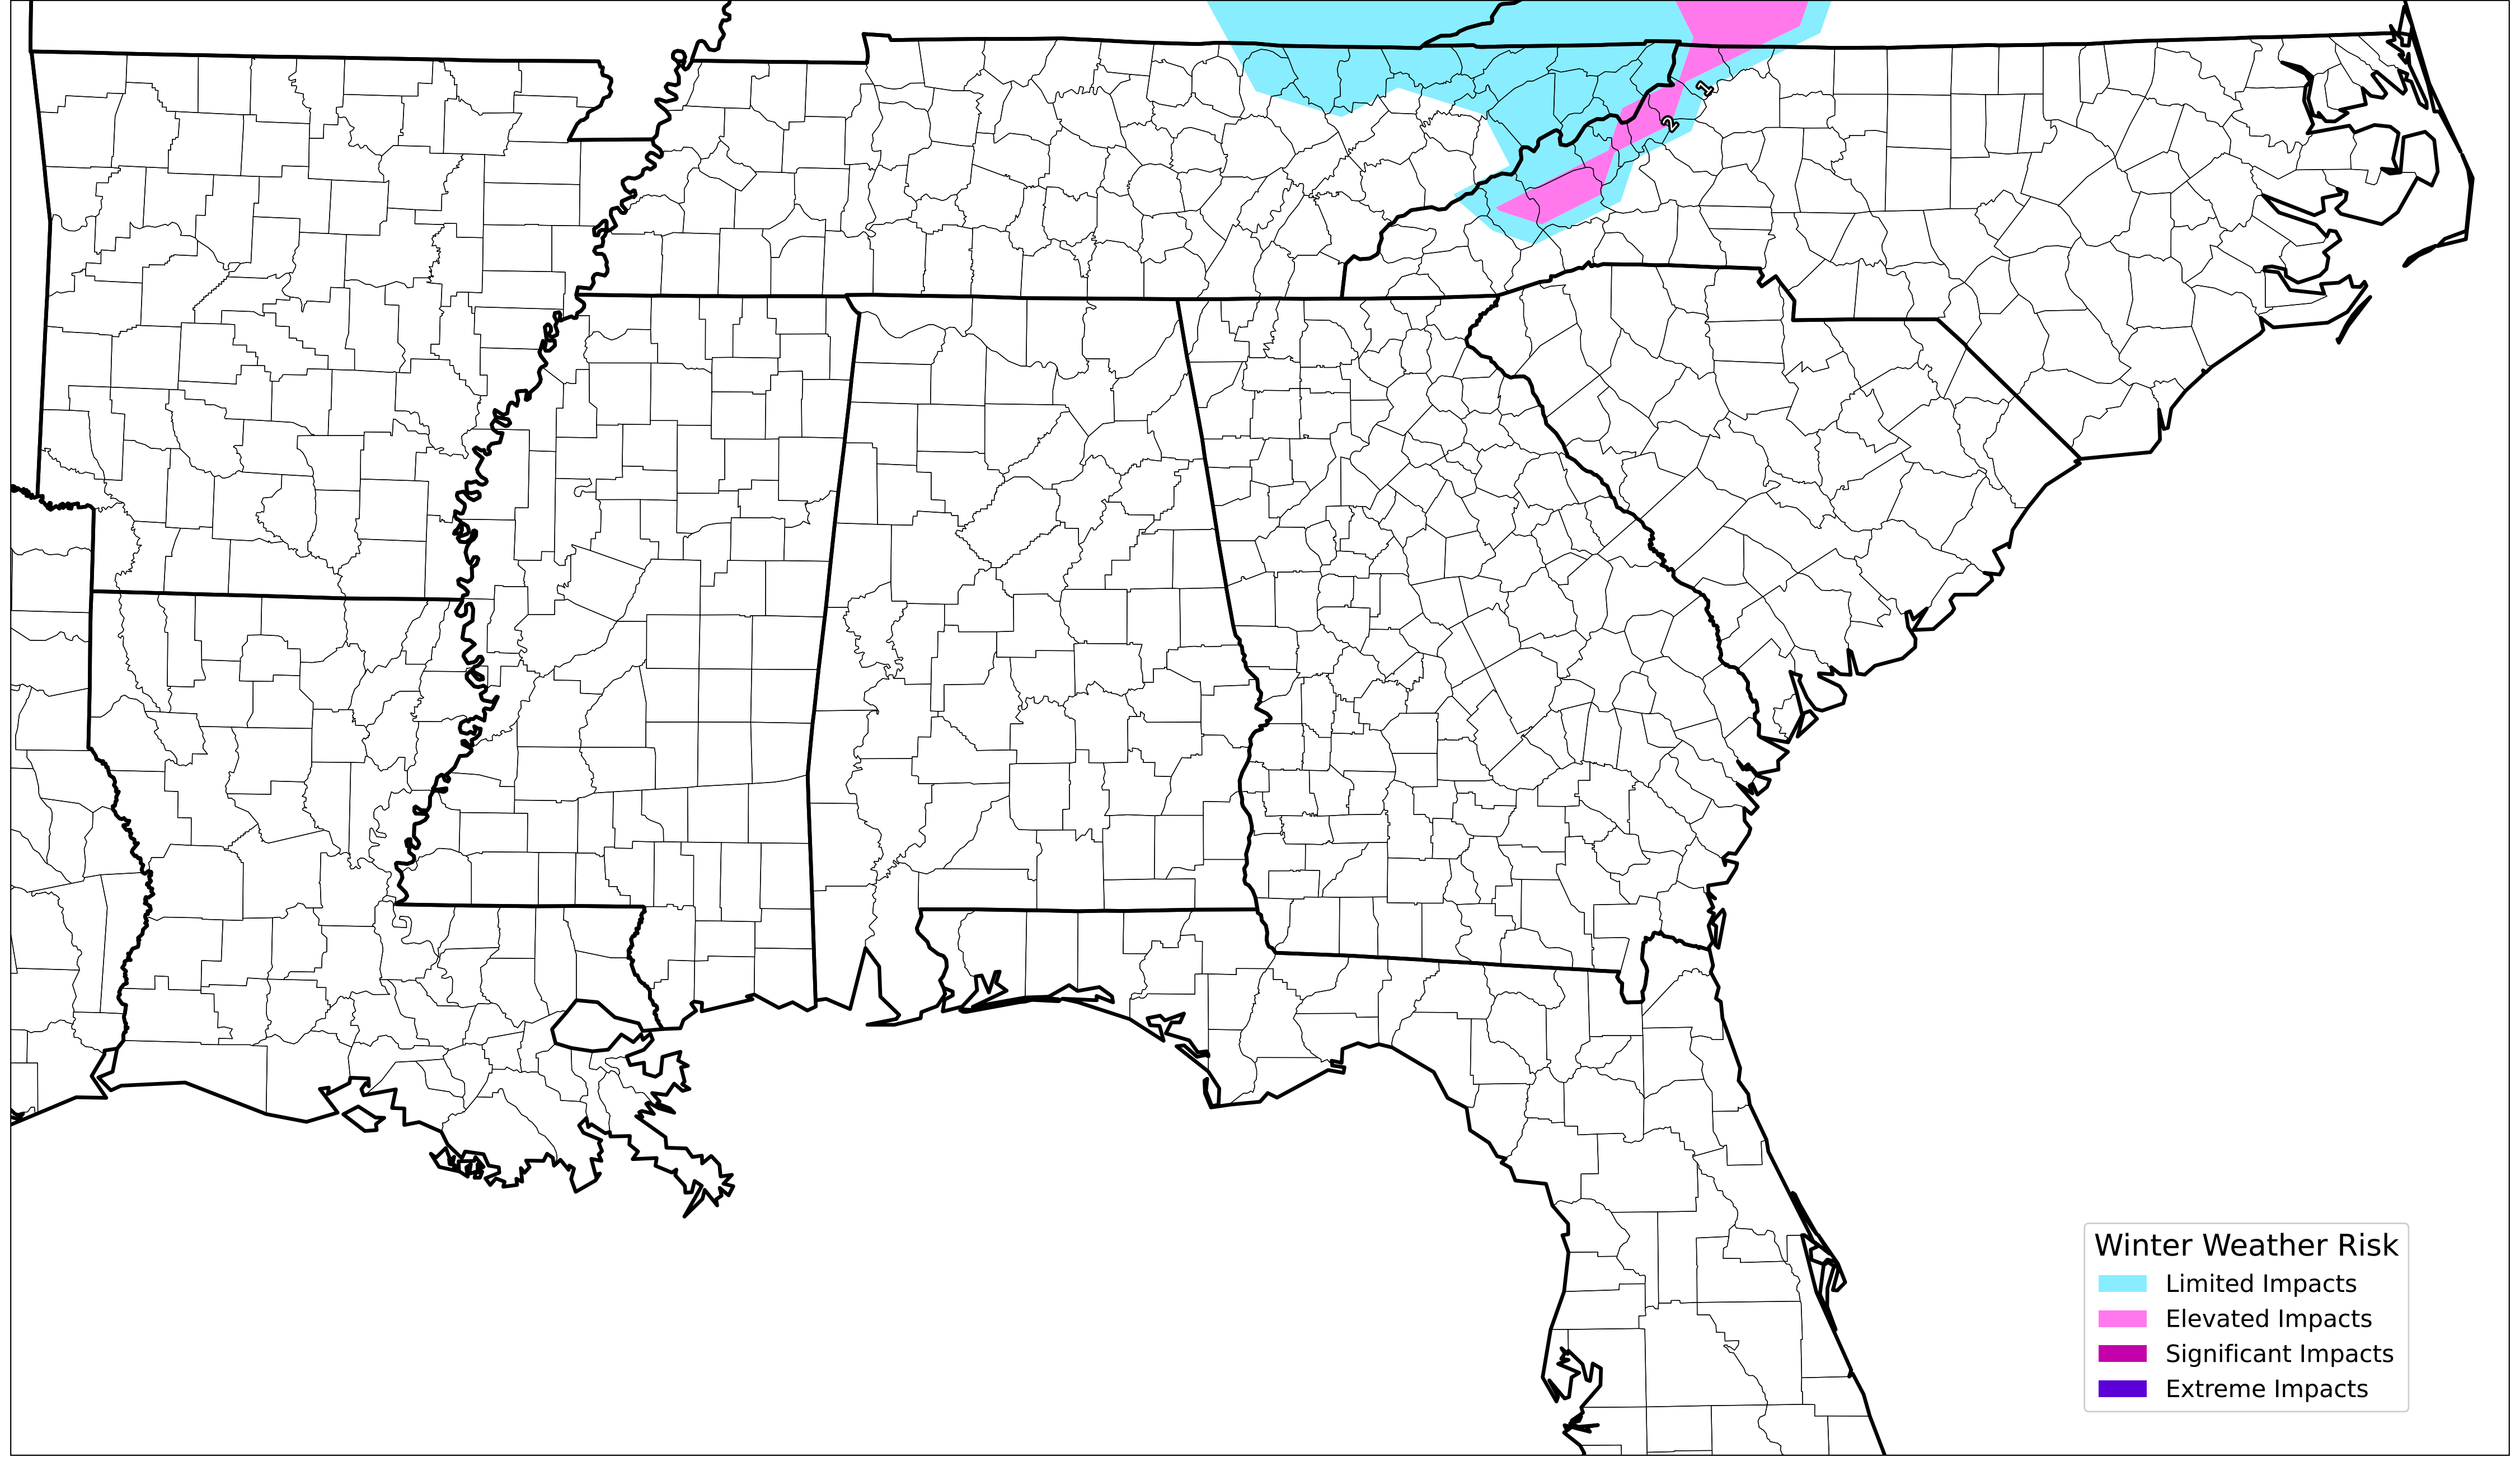 1
2
Winter Weather Risk
Limited Impacts
Elevated Impacts
Significant Impacts
Extreme Impacts